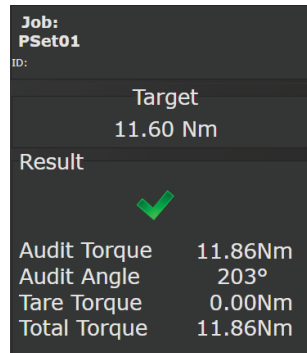 Job:
PSet01
ID:
Target
11.60 Nm
Result
Audit Torque 11.86Nm
Audit Angle 203°
Tare Torque 0.00Nm
Total Torque 11.86Nm